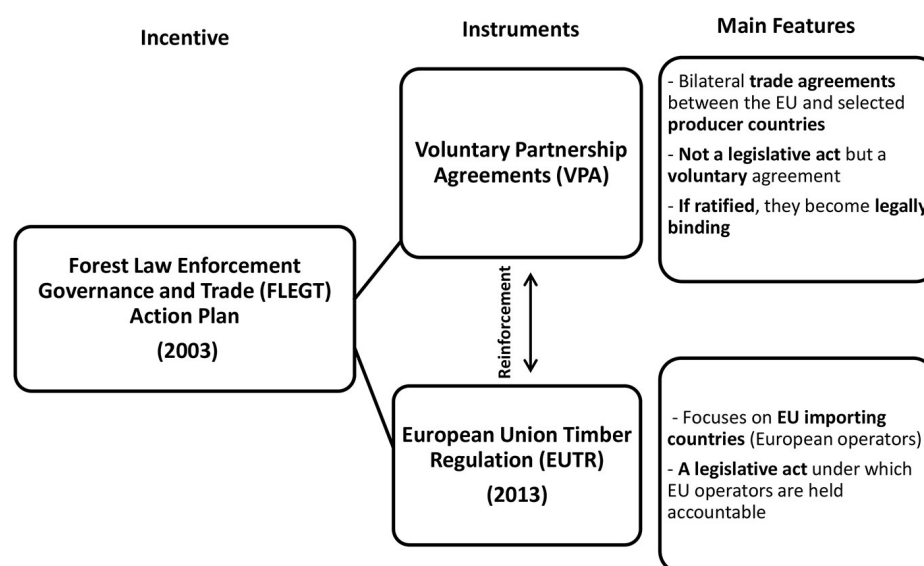 Incentive
Instruments
Main Features
Forest Law Enforcement
Governance and Trade (FLEGT)
Action Plan
(2003)
Voluntary Partnership
Agreements (VPA)
- Bilateral trade agreements
between the EU and selected
producer countries
- Not a legislative act but a
voluntary agreement
- If ratified, they become legally
binding
Reinforcement
European Union Timber
Regulation (EUTR)
(2013)
- Focuses on EU importing
countries (European operators)
- A legislative act under which
EU operators are held
accountable